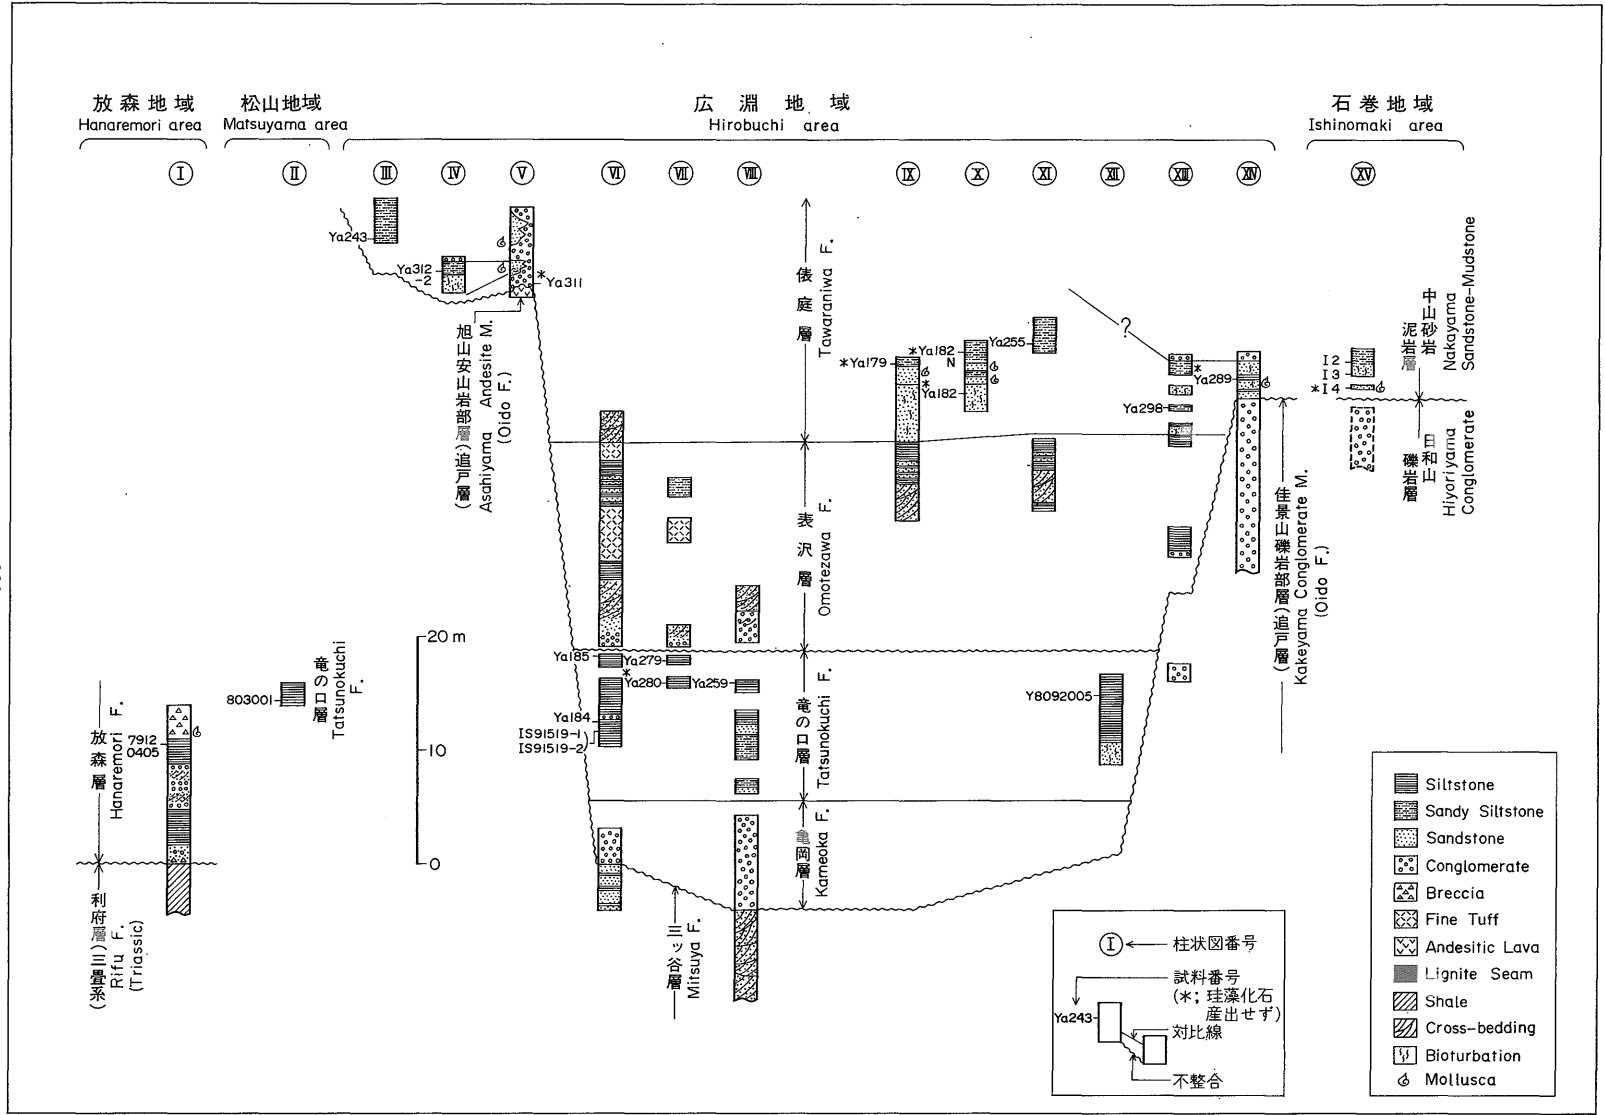 放森地域
Hanaremori area
松山地域
Matsuyama area
広淵地域
Hirobuchi area
石巻地域
Ishinomaki area
Ⅰ
Ⅱ
Ⅲ
Ⅳ
Ⅴ
Ⅵ
Ⅶ
Ⅷ
Ⅸ
Ⅹ
Ⅺ
Ⅻ
XIII
XIV
XV
Ya243
Ya312
-2
*
Ya311
旭山安山岩部層)追戸層)
Asahiyama Andesite M.
(Oido F.)
俵庭層
Tawaraniwa F.
*Ya179
*Ya182
N
*
Ya182
Ya255
?
*
Ya289
Ya298
I2
I3
*I4
中山砂岩
泥岩層
Nakayama
Sandstone-Mudstone
日和山
礫岩層
Hiyoriyama
Conglomerate
表沢層
Omotezawa F.
佳景山礫岩部層)追戸層)
Kakeyama Conglomerate M.
(Oido F.)
20 m
10
0
竜の口層
Tatsunokuchi
F.
803001
放森層
Hanaremori F.
7912
0405
利府層)三畳系)
Rifu F.
(Triassic)
Ya185
Ya279
*
Ya280
Ya259
Ya184
IS91519-1
IS91519-2
Y8092005
竜の口層
Tatsunokuchi F.
亀岡層
Kameoka F.
三ッ谷層
Mitsuya F.
Ⅰ
柱状図番号
試料番号
(*; 珪藻化石
産出せず)
Ya243
対比線
不整合
Siltstone
Sandy Siltstone
Sandstone
Conglomerate
Breccia
Fine Tuff
Andesitic Lava
Lignite Seam
Shale
Cross-bedding
Bioturbation
Mollusca